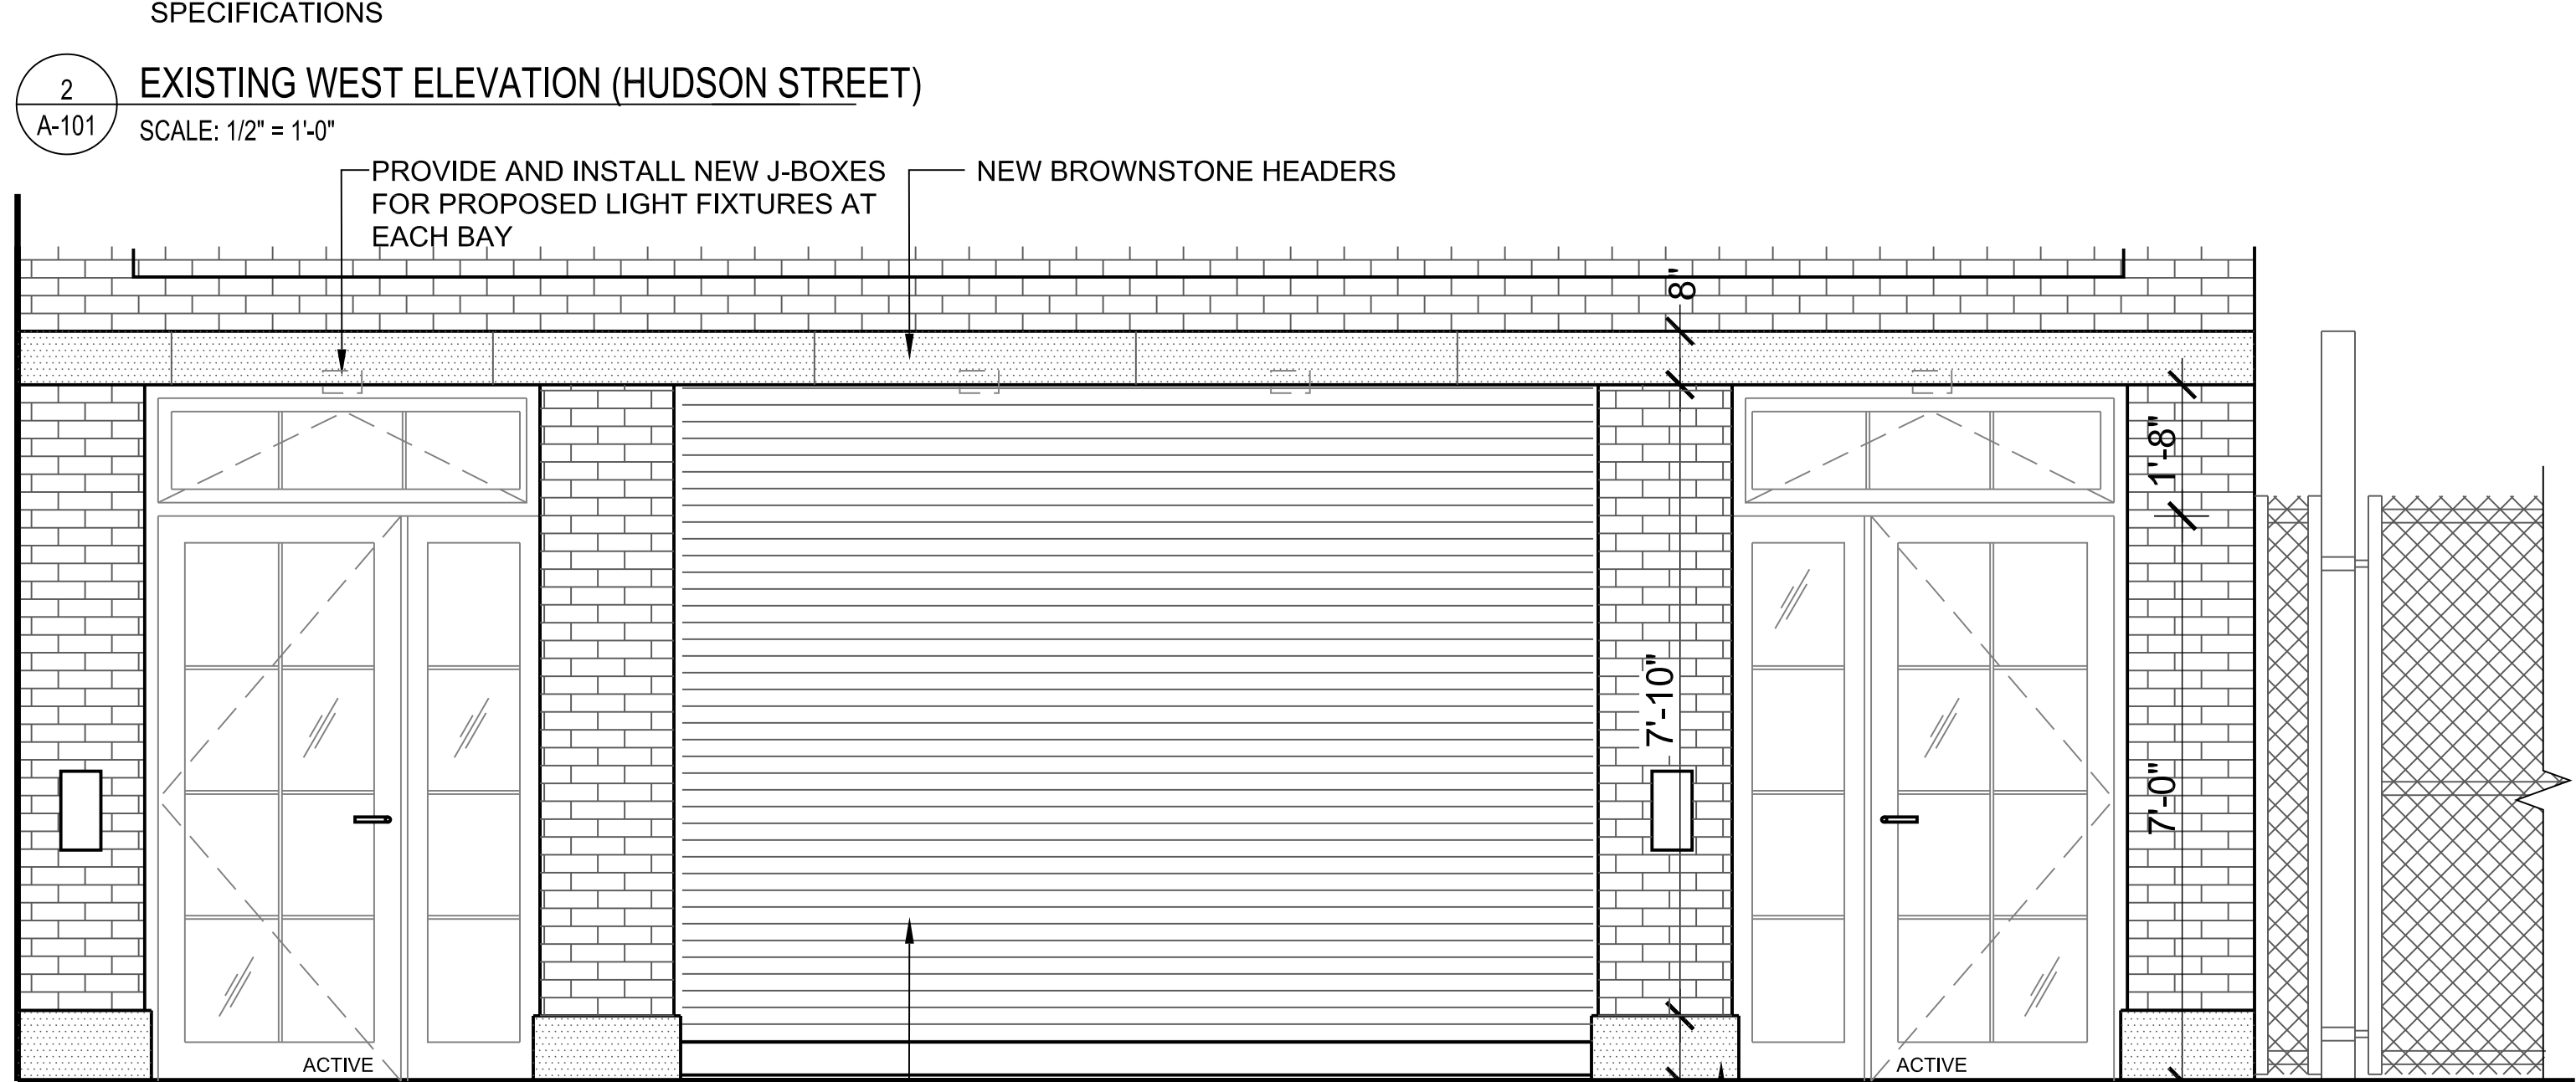 SPECIFICATIONS
2
A-101
EXISTING WEST ELEVATION (HUDSON STREET)
SCALE: 1/2" = 1'-0"
PROVIDE AND INSTALL NEW J-BOXES
FOR PROPOSED LIGHT FIXTURES AT
EACH BAY
NEW BROWNSTONE HEADERS
8"
1'-8"
7'-10"
7'-0"
ACTIVE
ACTIVE